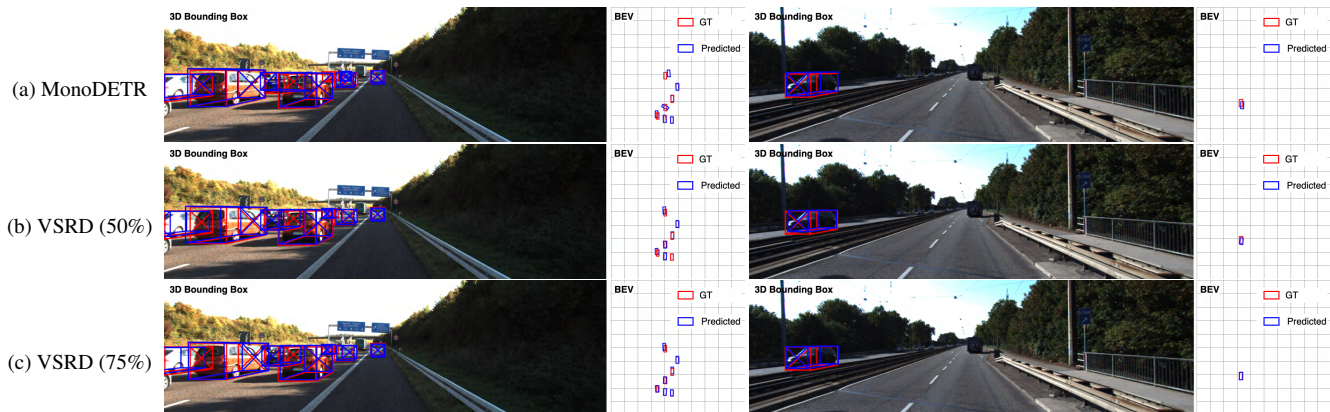 3D Bounding Box
BEV
GT
Predicted
3D Bounding Box
BEV
GT
Predicted
(a) MonoDETR
3D Bounding Box
BEV
GT
Predicted
3D Bounding Box
BEV
GT
Predicted
(b) VSRD (50%)
3D Bounding Box
BEV
GT
Predicted
3D Bounding Box
BEV
GT
Predicted
(c) VSRD (75%)